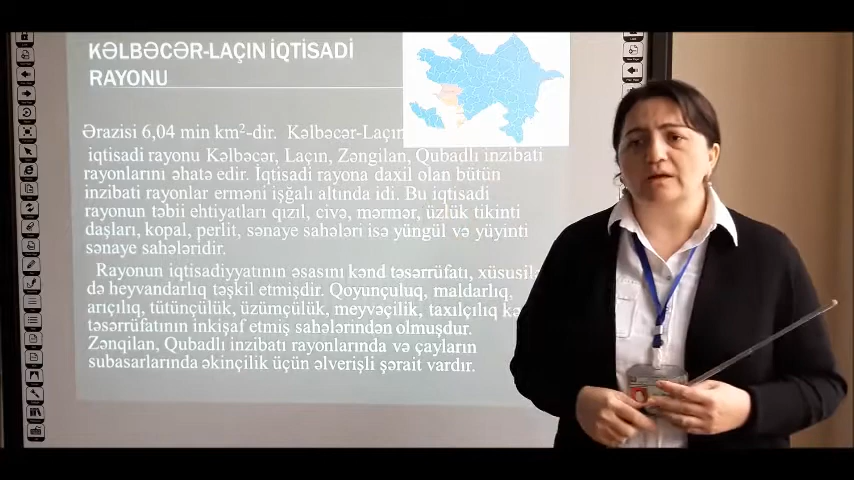 KƏLBƏCƏR-LAÇIN İQTİSADİ
RAYONU
Ərazisi 6,04 min km²-dir. Kəlbəcər-Laçın
iqtisadi rayonu Kəlbəcər, Laçın, Zəngilan, Qubadlı inzibati
rayonlarını əhatə edir. İqtisadi rayona daxil olan bütün
inzibati rayonlar erməni işğalı altında idi. Bu iqtisadi
rayonun təbii ehtiyatları qızıl, civə, mərmər, üzlük tikinti
daşları, kopal, perlit, sənaye sahələri isə yüngül və yüyinti
sənaye sahələridir.
Rayonun iqtisadiyyatının əsasını kənd təsərrüfatı, xüsusilə
də heyvandarlıq təşkil etmişdir. Qoyunçuluq, maldarlıq,
arıçılıq, tütünçülük, üzümçülük, meyvəçilik, taxılçılıq
təsərrüfatının inkişaf etmiş sahələrindən olmuşdur.
Zənqilan, Qubadlı inzibati rayonlarında və çayların
subasarlarında əkinçilik üçün əlverişli şərait vardır.